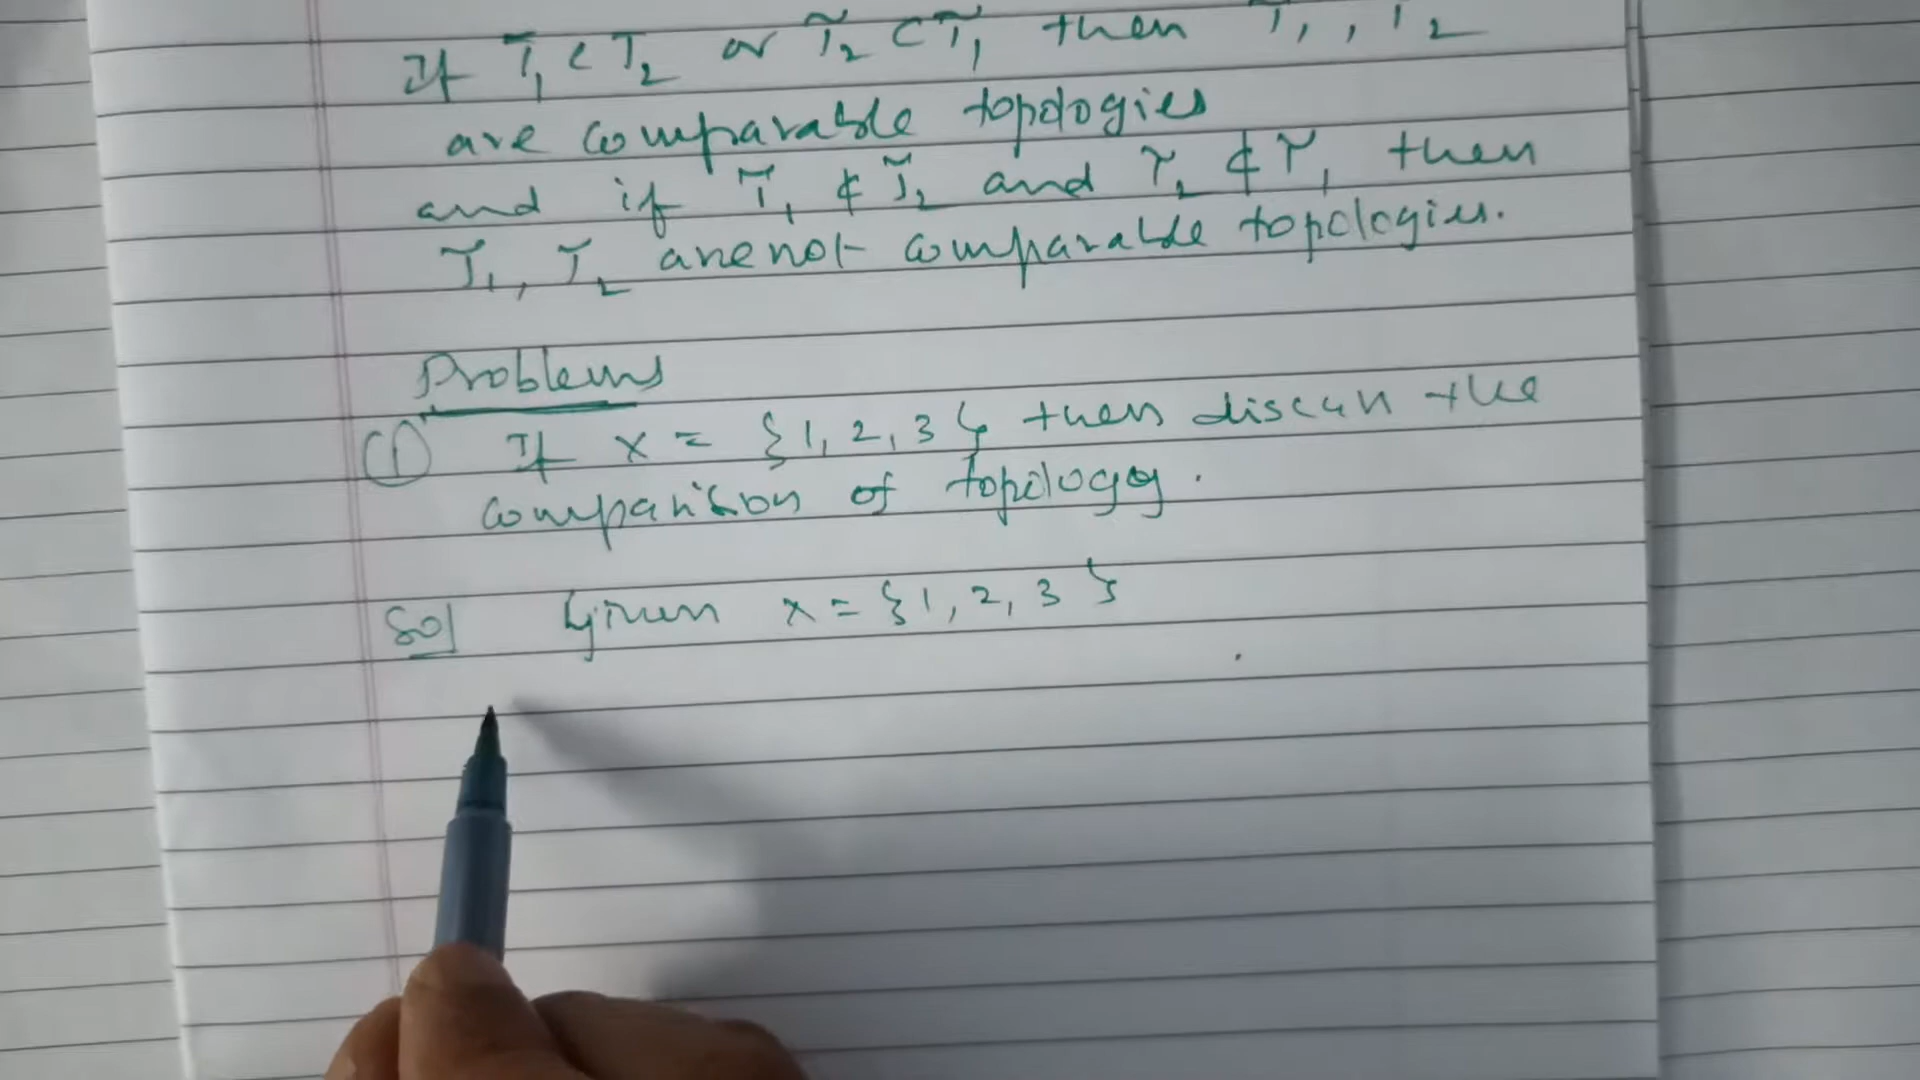 If T₁ ⊂ T₂ or T₂ ⊂ T₁ then T₁, T₂
are comparable topologies
and if T₁ ⊄ T₂ and T₂ ⊄ T₁ then
T₁, T₂ are not comparable topologies.
Problems
① If X = {1, 2, 3} then discuss the
comparison of topology.
Sol Given X = {1, 2, 3}